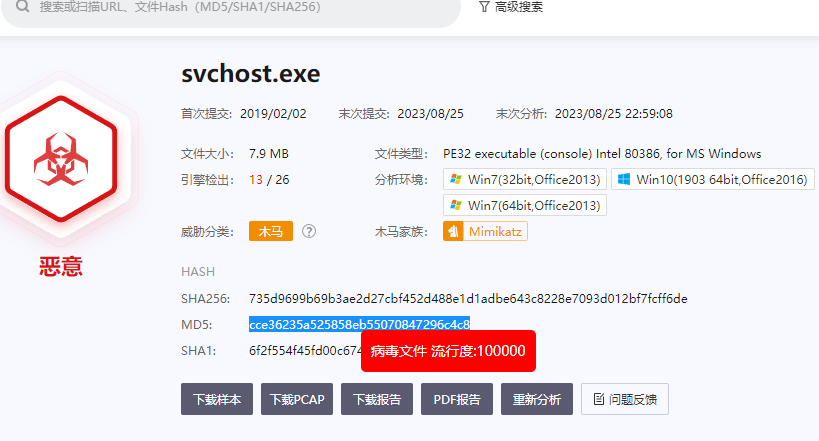 搜索或扫描URL、文件Hash（MD5/SHA1/SHA256） 高级搜索
svchost.exe
首次提交: 2019/02/02 末次提交: 2023/08/25 末次分析: 2023/08/25 22:59:08
文件大小: 7.9 MB 文件类型: PE32 executable (console) Intel 80386, for MS Windows
引擎检出: 13 / 26 分析环境: Win7(32bit,Office2013) Win10(1903 64bit,Office2016)
Win7(64bit,Office2013)
威胁分类: 木马 ? 木马家族: Mimikatz
恶意
HASH
SHA256: 735d9699b69b3ae2d27cbf452d488e1d1adbe643c8228e7093d012bf7fcff6de
MD5: cce36235a525858eb55070847296c4c8
SHA1: 6f2f554f45fd00c674
病毒文件 流行度:100000
下载样本 下载PCAP 下载报告 PDF报告 重新分析 问题反馈